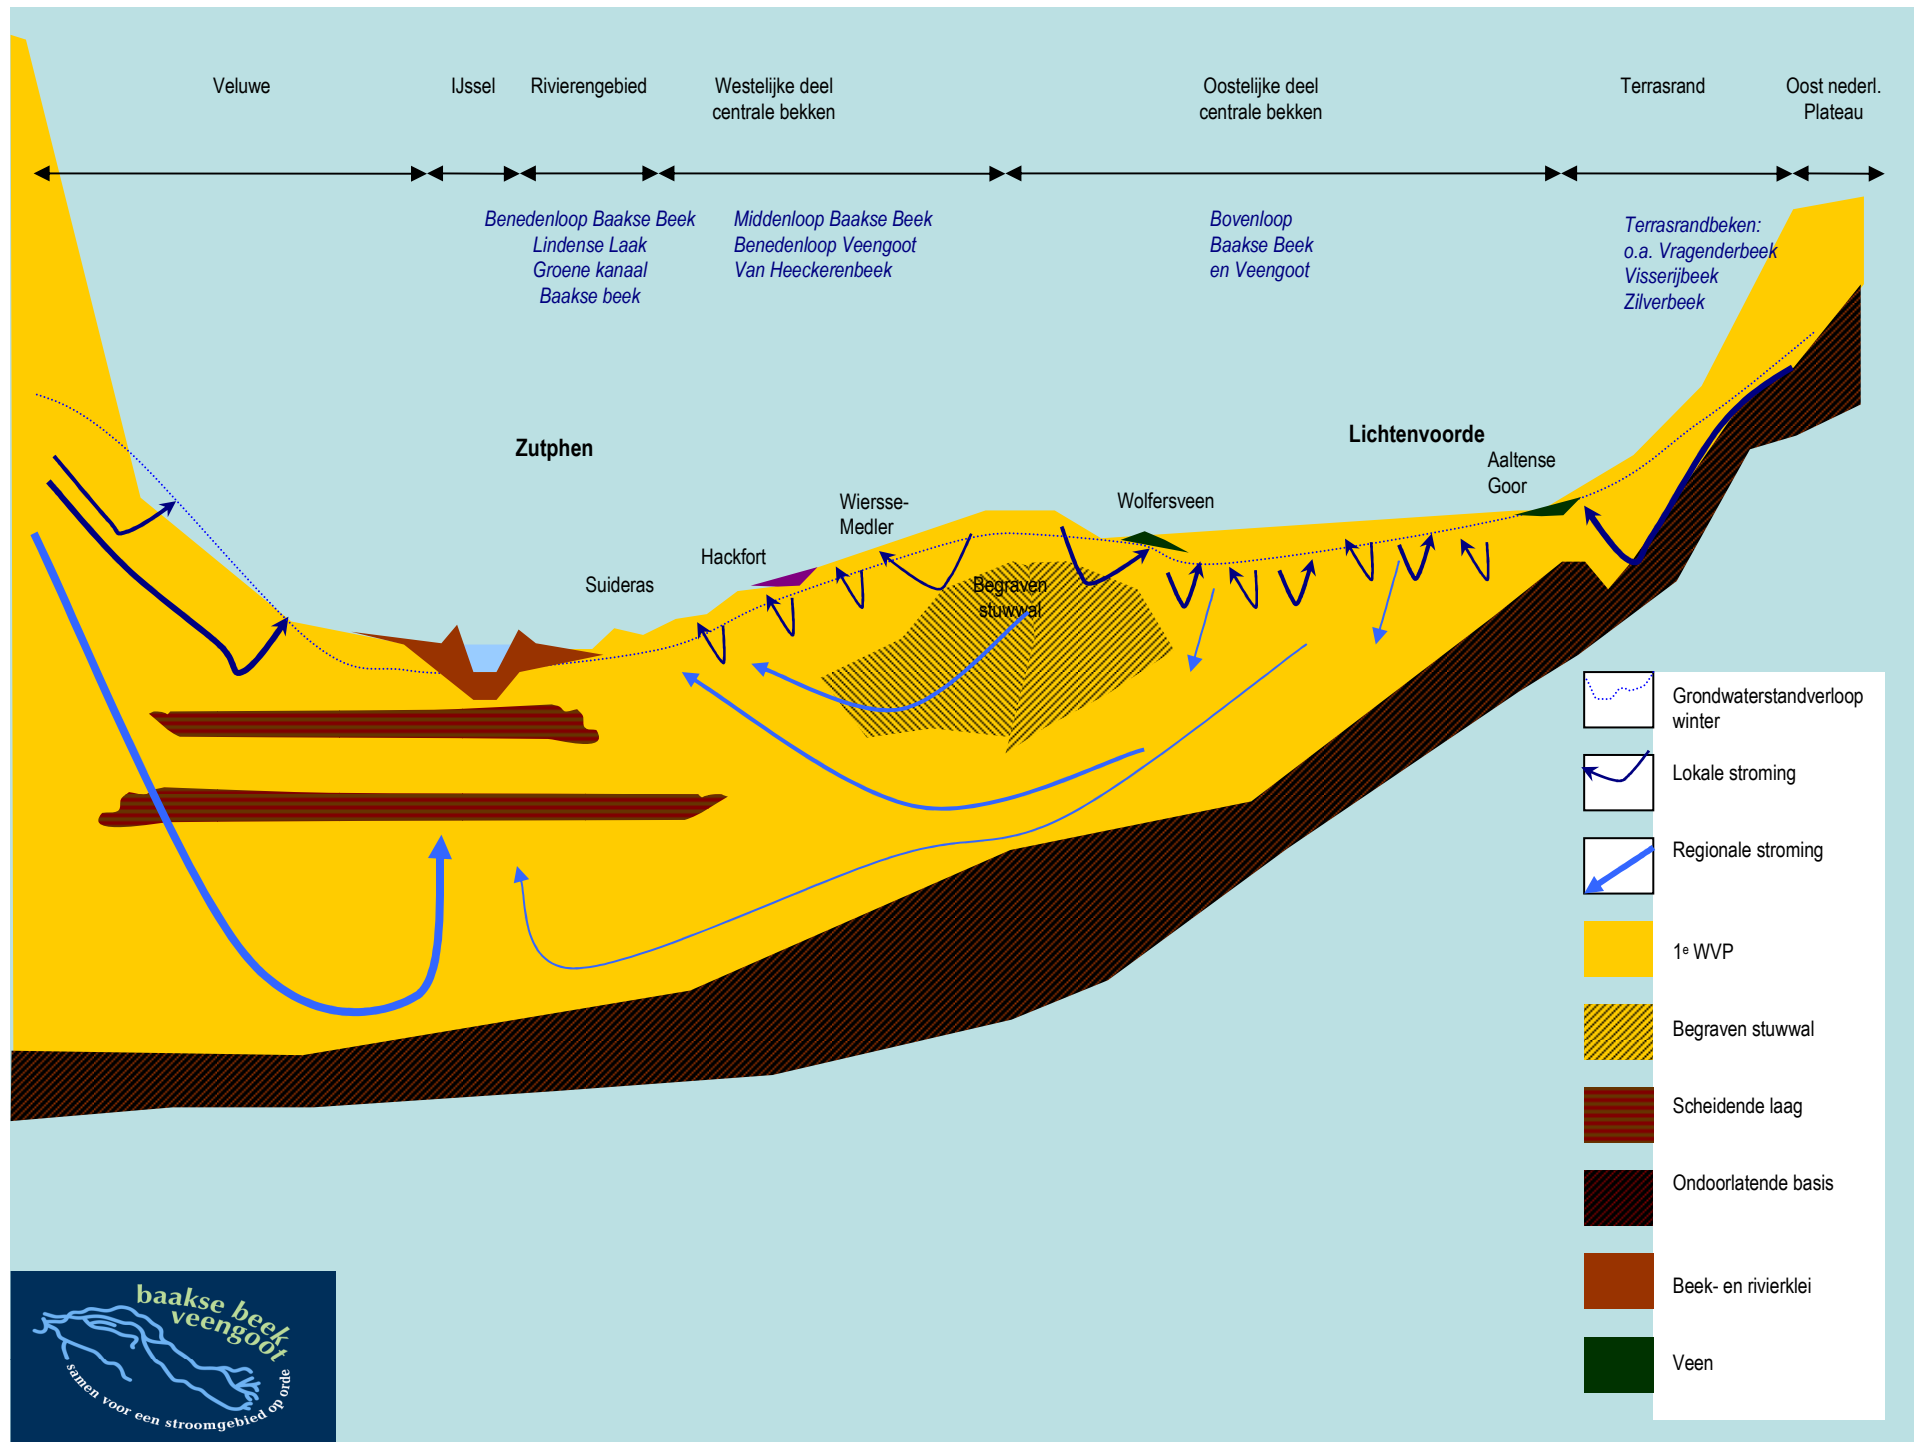 Veluwe
IJssel
Rivierengebied
Westelijke deel
centrale bekken
Oostelijke deel
centrale bekken
Terrasrand
Oost nederl.
Plateau
Benedenloop Baakse Beek
Lindense Laak
Groene kanaal
Baakse beek
Middenloop Baakse Beek
Benedenloop Veengoot
Van Heeckerenbeek
Bovenloop
Baakse Beek
en Veengoot
Terrasrandbeken:
o.a. Vragenderbeek
Visserijbeek
Zilverbeek
Zutphen
Lichtenvoorde
Aaltense
Goor
Wiersse-
Medler
Wolfersveen
Hackfort
Suideras
Begraven
stuwwal
Grondwaterstandverloop
winter
Lokale stroming
Regionale stroming
1e WVP
Begraven stuwwal
Scheidende laag
Ondoorlatende basis
Beek- en rivierklei
Veen
baakse beek
veengoot
samen voor een stroomgebied op orde